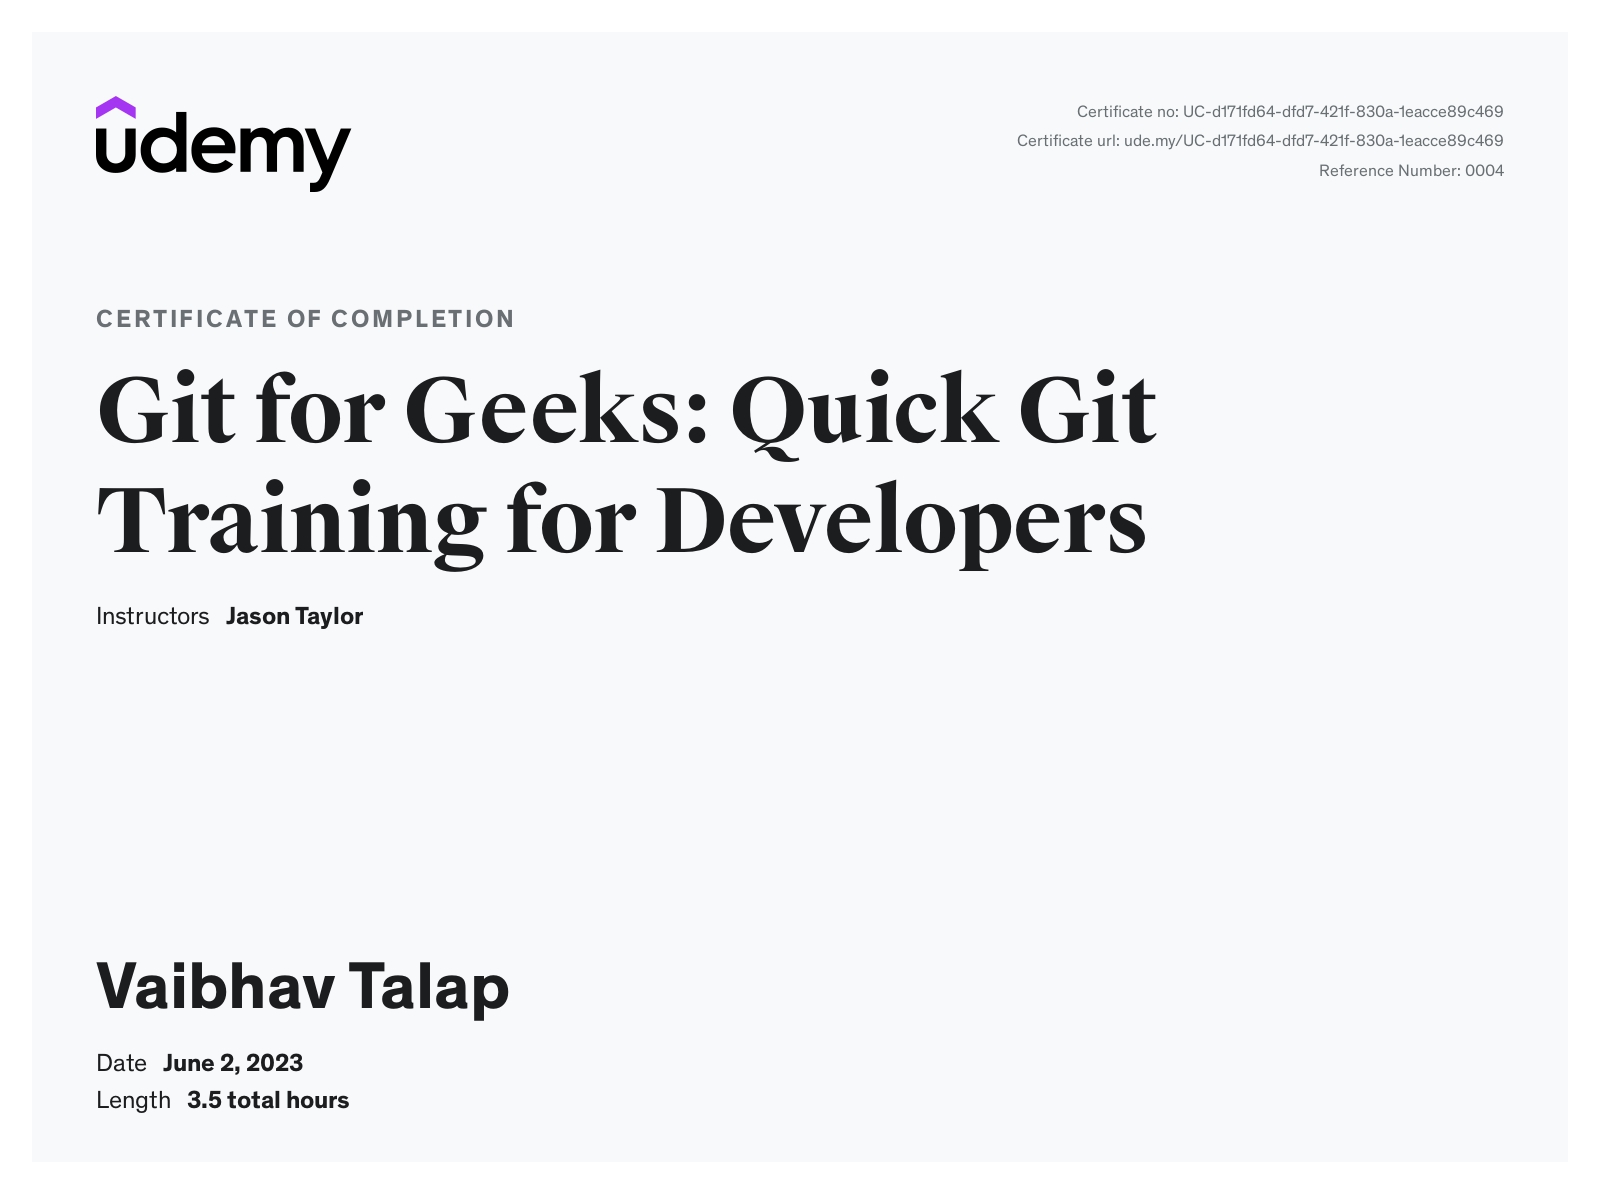 udemy
Certificate no: UC-d171fd64-dfd7-421f-830a-1eacce89c469
Certificate url: ude.my/UC-d171fd64-dfd7-421f-830a-1eacce89c469
Reference Number: 0004
CERTIFICATE OF COMPLETION
Git for Geeks: Quick Git
Training for Developers
Instructors Jason Taylor
Vaibhav Talap
Date June 2, 2023
Length 3.5 total hours